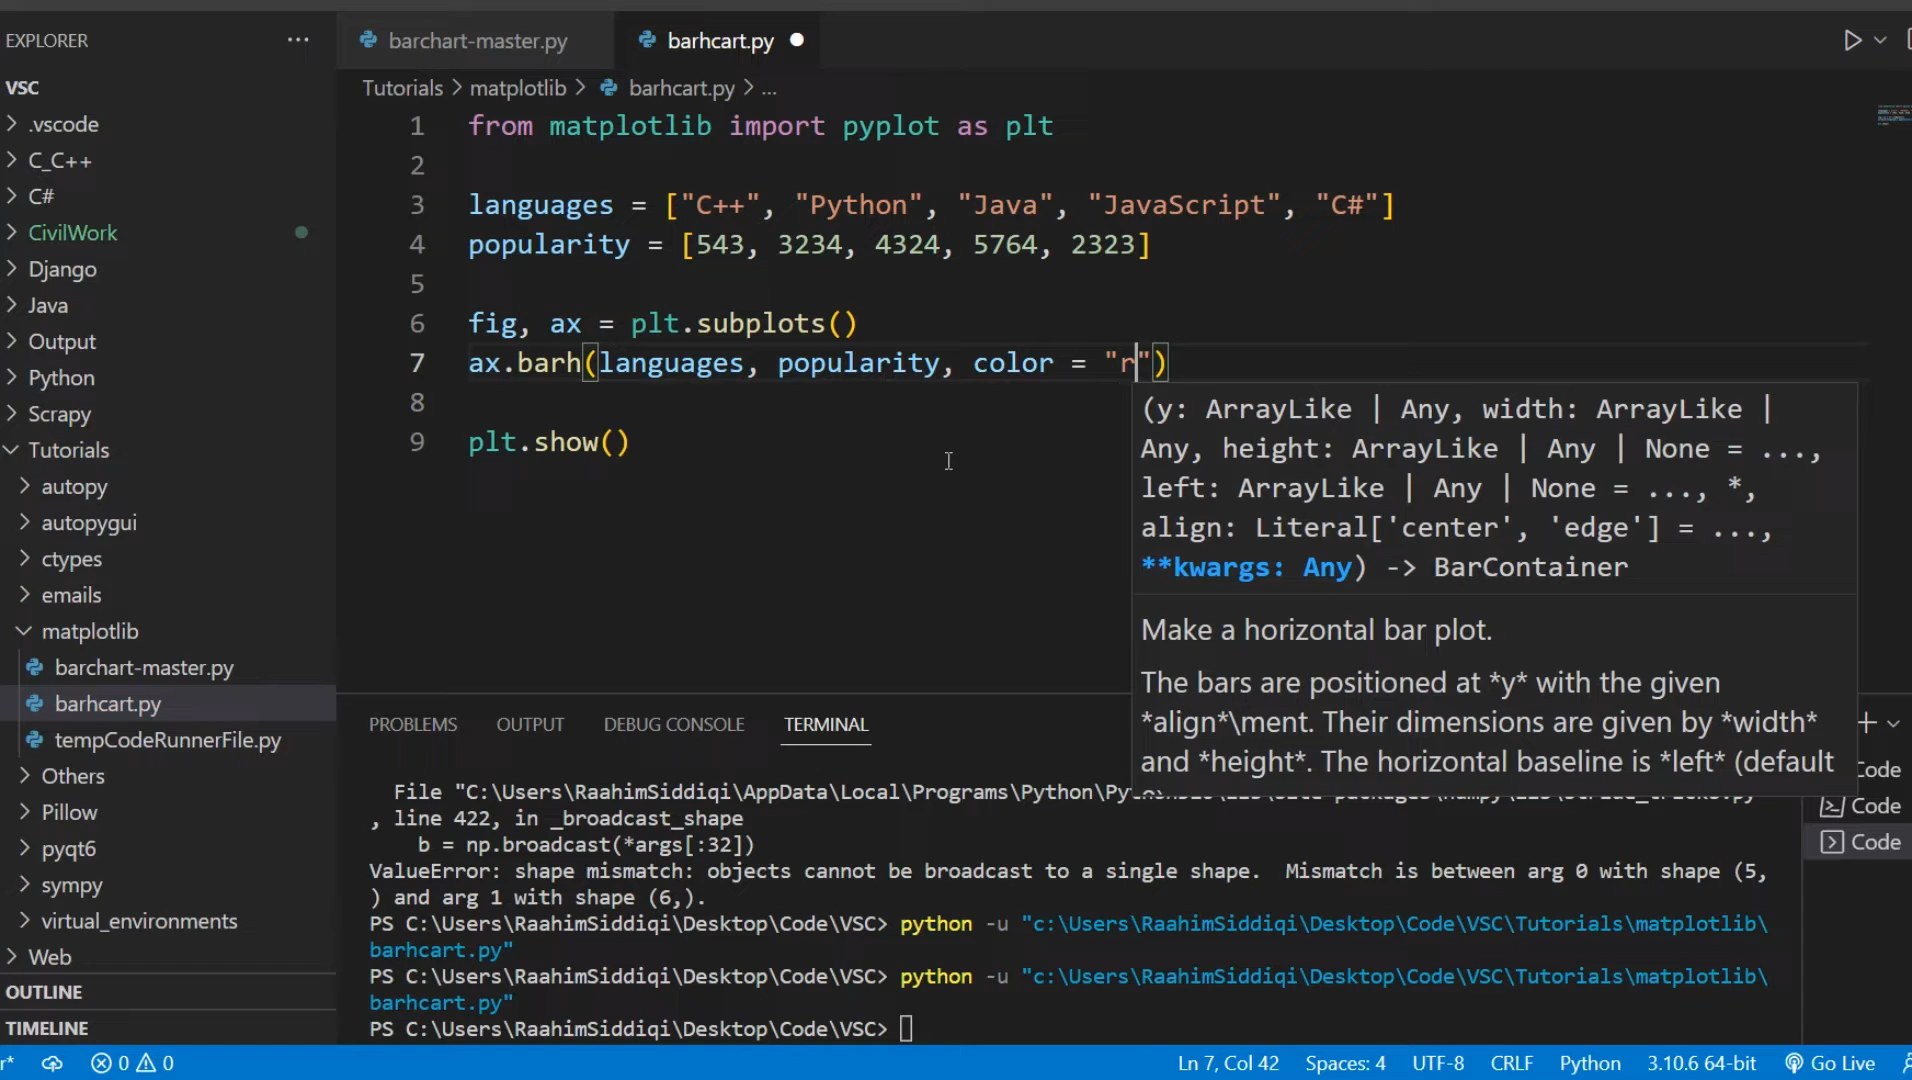 EXPLORER
VSC
.vscode
C_C++
C#
CivilWork
Django
Java
Output
Python
Scrapy
Tutorials
autopy
autopygui
ctypes
emails
matplotlib
barchart-master.py
barhcart.py
tempCodeRunnerFile.py
Others
Pillow
pyqt6
sympy
virtual_environments
Web
OUTLINE
TIMELINE
barchart-master.py
barhcart.py
Tutorials > matplotlib > barhcart.py > ...
1 from matplotlib import pyplot as plt
2
3 languages = ["C++", "Python", "Java", "JavaScript", "C#"]
4 popularity = [543, 3234, 4324, 5764, 2323]
5
6 fig, ax = plt.subplots()
7 ax.barh(languages, popularity, color = "r")
8
9 plt.show()
(y: ArrayLike | Any, width: ArrayLike |
Any, height: ArrayLike | Any | None = ...,
left: ArrayLike | Any | None = ..., *,
align: Literal['center', 'edge'] = ...,
**kwargs: Any) -> BarContainer
Make a horizontal bar plot.
The bars are positioned at *y* with the given
*align*\ment. Their dimensions are given by *width*
and *height*. The horizontal baseline is *left* (default
PROBLEMS OUTPUT DEBUG CONSOLE TERMINAL
File "C:\Users\RaahimSiddiqi\AppData\Local\Programs\Python\
, line 422, in _broadcast_shape
b = np.broadcast(*args[:32])
ValueError: shape mismatch: objects cannot be broadcast to a single shape.  Mismatch is between arg 0 with shape (5,
) and arg 1 with shape (6,).
PS C:\Users\RaahimSiddiqi\Desktop\Code\VSC> python -u "c:\Users\RaahimSiddiqi\Desktop\Code\VSC\Tutorials\matplotlib\
barhcart.py"
PS C:\Users\RaahimSiddiqi\Desktop\Code\VSC> python -u "c:\Users\RaahimSiddiqi\Desktop\Code\VSC\Tutorials\matplotlib\
barhcart.py"
PS C:\Users\RaahimSiddiqi\Desktop\Code\VSC>
Code
Code
Code
r* 0 0 Ln 7, Col 42 Spaces: 4 UTF-8 CRLF Python 3.10.6 64-bit Go Live